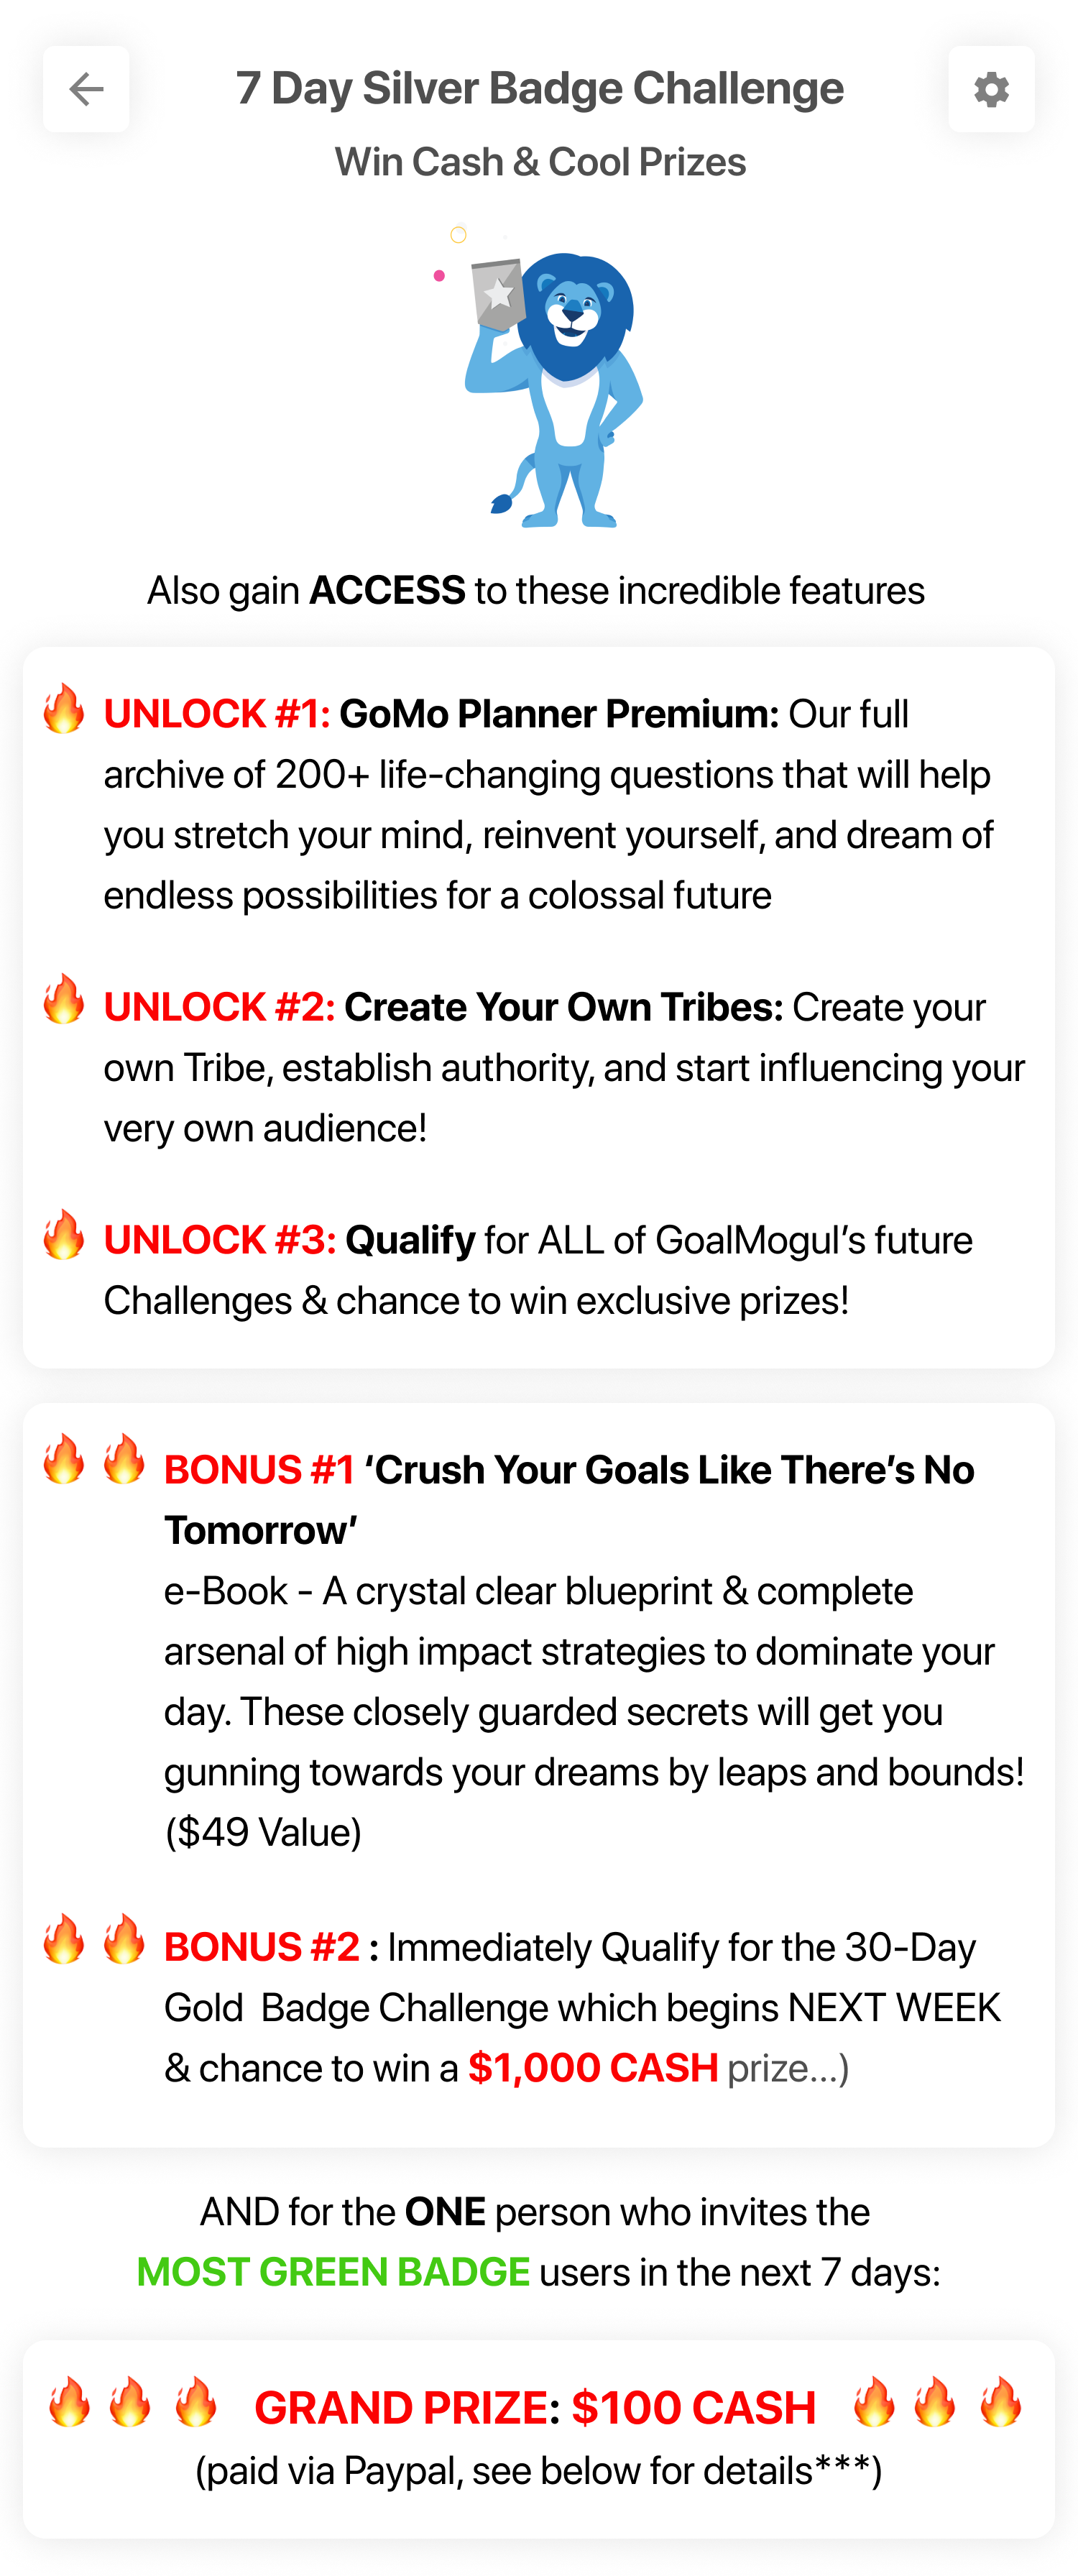 7 Day Silver Badge Challenge
Win Cash & Cool Prizes
Also gain ACCESS to these incredible features
🔥 UNLOCK #1: GoMo Planner Premium: Our full
archive of 200+ life-changing questions that will help
you stretch your mind, reinvent yourself, and dream of
endless possibilities for a colossal future
🔥 UNLOCK #2: Create Your Own Tribes: Create your
own Tribe, establish authority, and start influencing your
very own audience!
🔥 UNLOCK #3: Qualify for ALL of GoalMogul’s future
Challenges & chance to win exclusive prizes!
🔥 🔥 BONUS #1 ‘Crush Your Goals Like There’s No
Tomorrow’
e-Book - A crystal clear blueprint & complete
arsenal of high impact strategies to dominate your
day. These closely guarded secrets will get you
gunning towards your dreams by leaps and bounds!
($49 Value)
🔥 🔥 BONUS #2 : Immediately Qualify for the 30-Day
Gold  Badge Challenge which begins NEXT WEEK
& chance to win a $1,000 CASH prize...)
AND for the ONE person who invites the
MOST GREEN BADGE users in the next 7 days:
🔥 🔥 🔥 GRAND PRIZE: $100 CASH 🔥 🔥 🔥
(paid via Paypal, see below for details***)